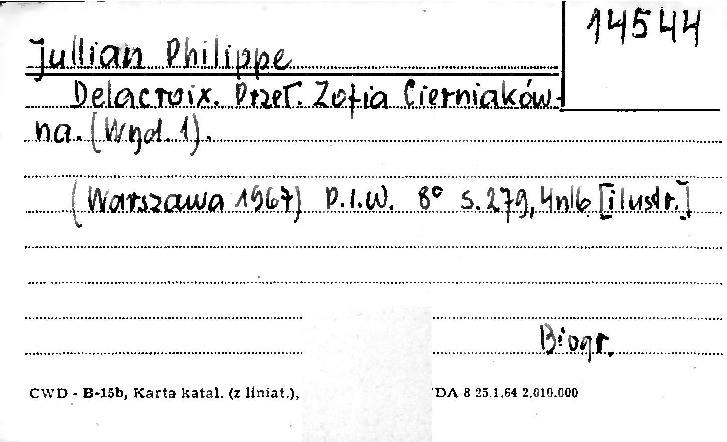 14544
Jullian Philippe
Delacroix. Przeł. Zofia Cierniaków-
na. (Wyd. 1).
(Warszawa 1967) P.I.W. 8° s. 279, 4nlb [ilustr.]
Biogr.
CWD - B-15b, Karta katal. (z liniat.), DA 8 25.1.64 2.010.000